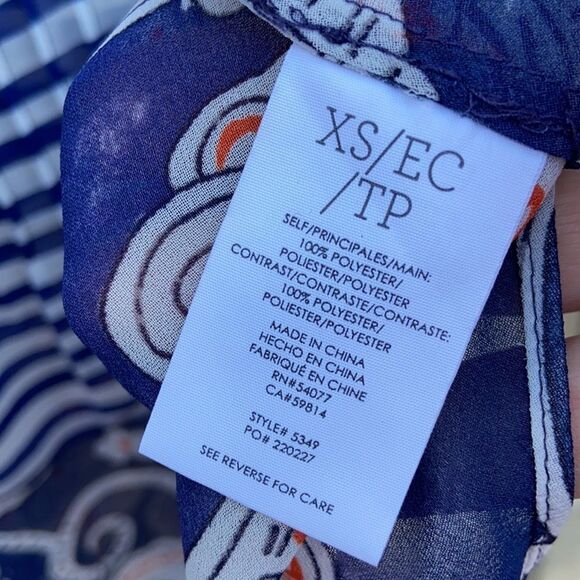 XS/EC
/TP
SELF/PRINCIPALES/MAIN:
100% POLYESTER/
POLIESTER/POLYESTER
CONTRAST/CONTRASTE/CONTRASTE:
100% POLYESTER/
POLIESTER/POLYESTER
MADE IN CHINA
HECHO EN CHINA
FABRIQUÉ EN CHINE
RN#54077
CA#59814
STYLE# 5349
PO# 220227
SEE REVERSE FOR CARE